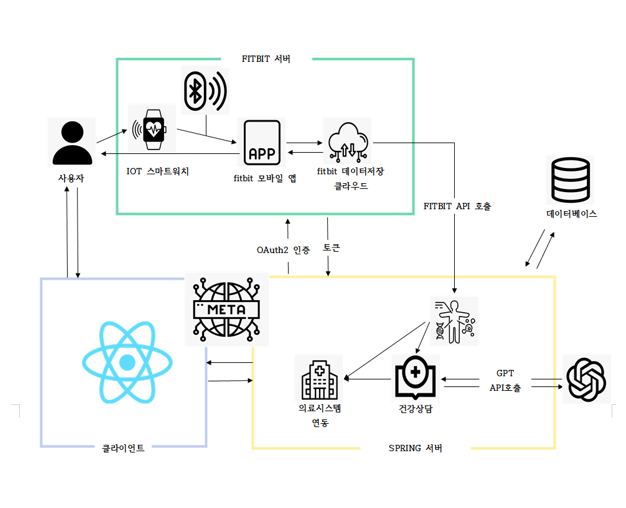 FITBIT 서버
사용자
IOT 스마트워치
APP
fitbit 모바일 앱
fitbit 데이터저장
클라우드
FITBIT API 호출
데이터베이스
OAuth2 인증
토큰
META
의료시스템
연동
건강상담
GPT
API호출
클라이언트
SPRING 서버